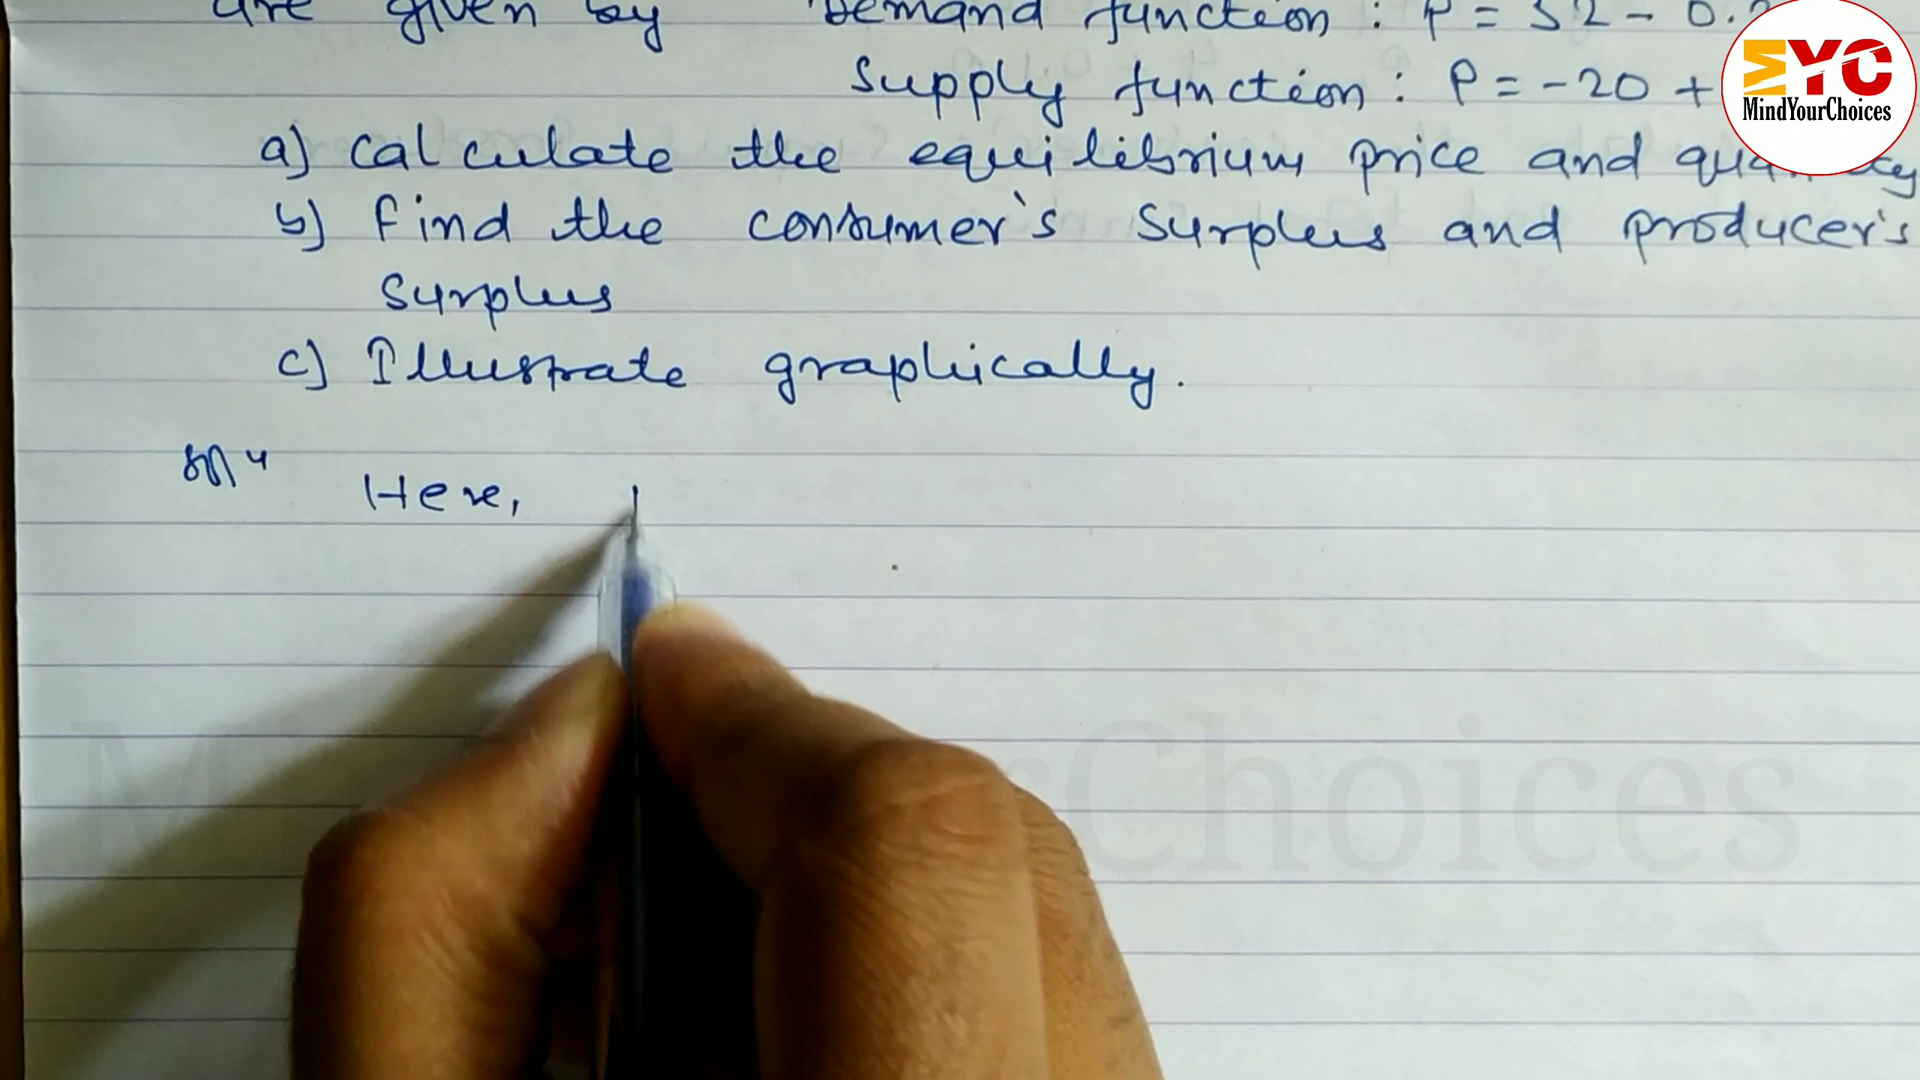 are given by Demand function : P = 52 - 0.
Supply function : P = -20 +
a) Calculate the equilibrium price and
b) Find the consumer's surplus and producer's
surplus
c) Illustrate graphically.
Here,
MYC
MindYourChoices